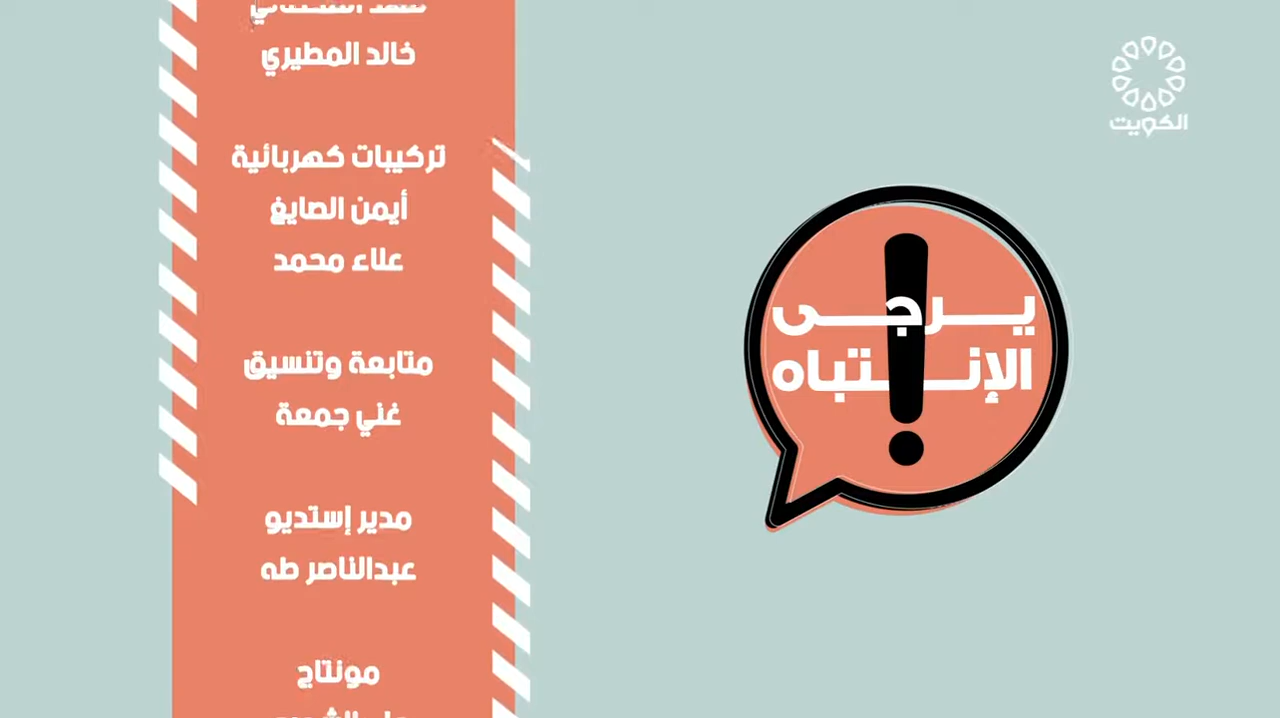 خالد المطيري
تركيبات كهربائية
أيمن الصايغ
علاء محمد
متابعة وتنسيق
غني جمعة
مدير إستديو
عبدالناصر طه
مونتاج
الكويت
يرجى
الإنتباه